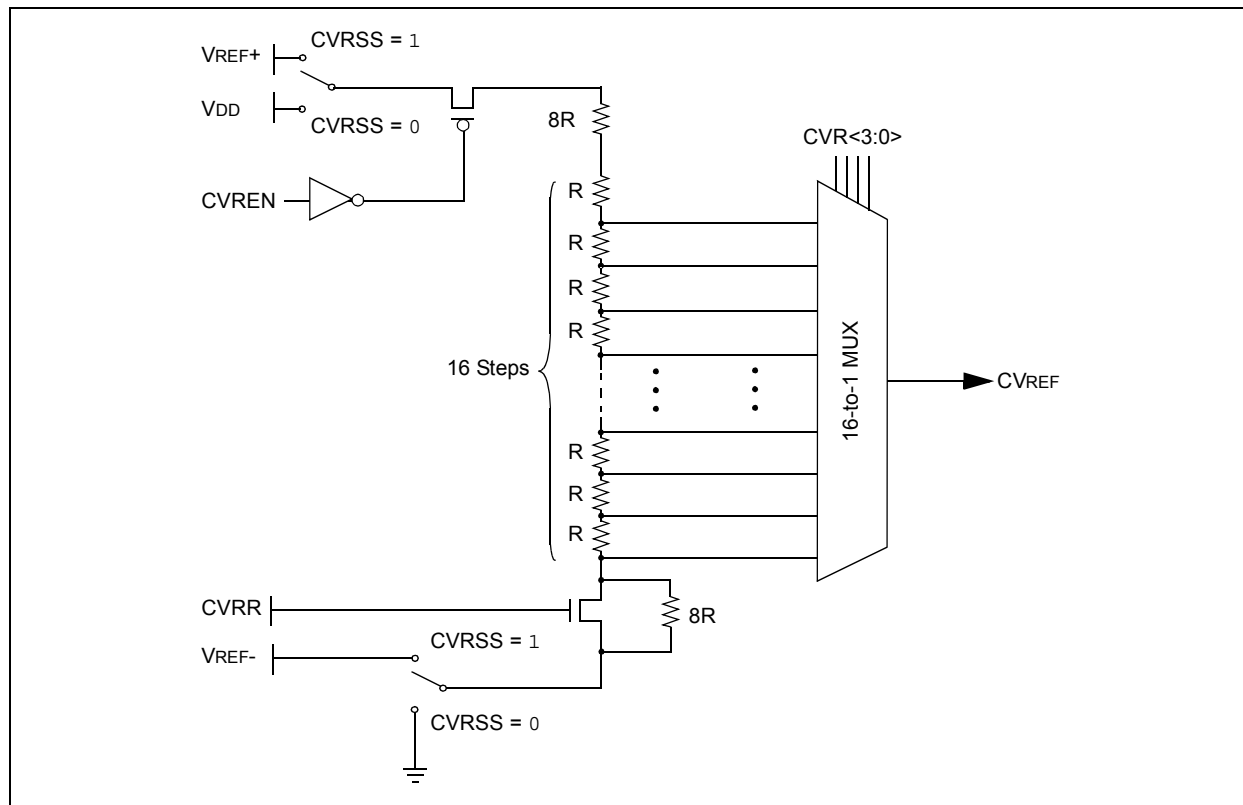 CVRSS = 1
VREF+
VDD
CVRSS = 0
8R
CVR<3:0>
CVREN
R
R
R
R
16 Steps
16-to-1 MUX
CVREF
R
R
R
CVRR
8R
CVRSS = 1
VREF-
CVRSS = 0